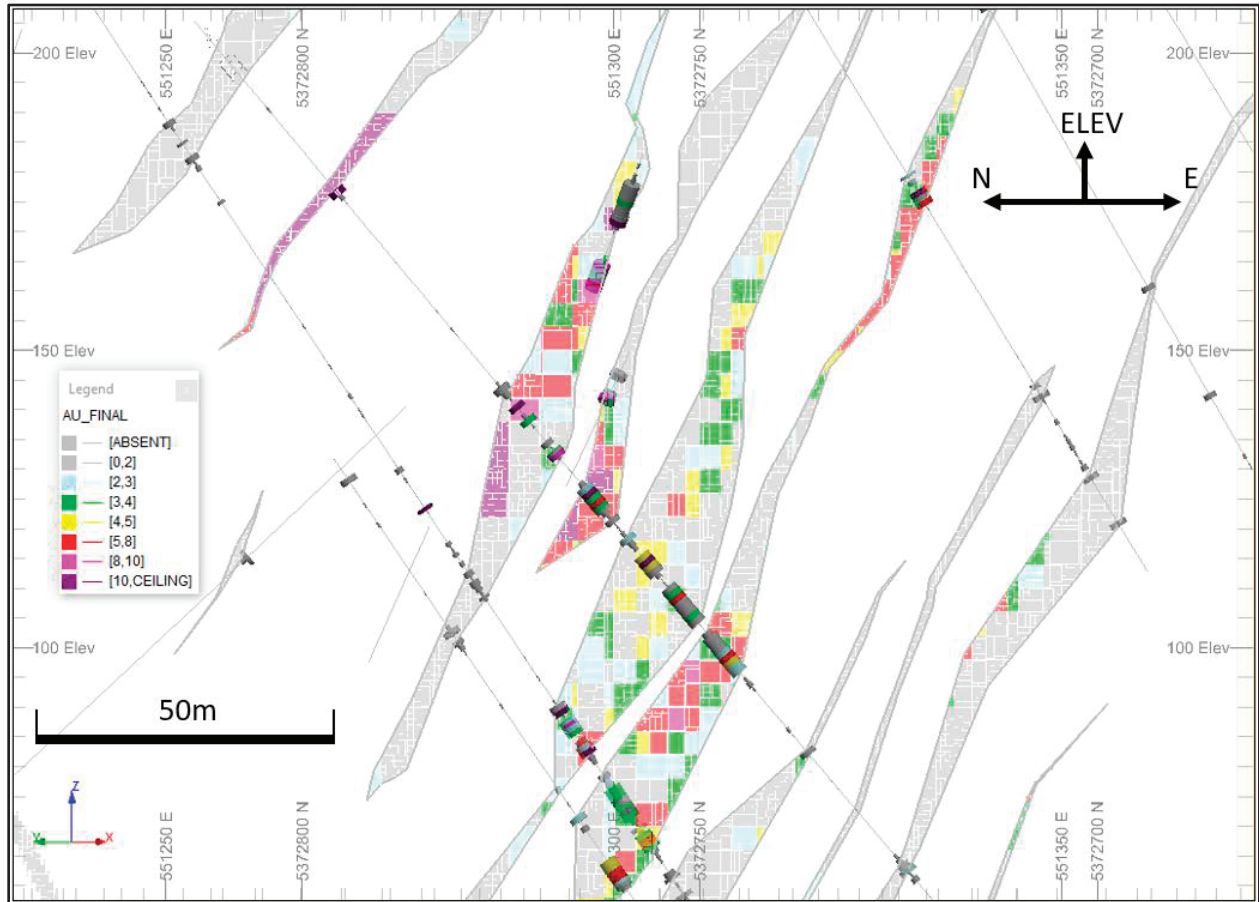 551250 E
5372800 N
551300 E
5372750 N
551350 E
5372700 N
200 Elev
200 Elev
ELEV
N
E
150 Elev
150 Elev
Legend
AU_FINAL
[ABSENT]
[0,2]
[2,3]
[3,4]
[4,5]
[5,8]
[8,10]
[10,CEILING]
100 Elev
100 Elev
50m
Z
Y
X
551250 E
5372800 N
551300 E
5372750 N
551350 E
5372700 N